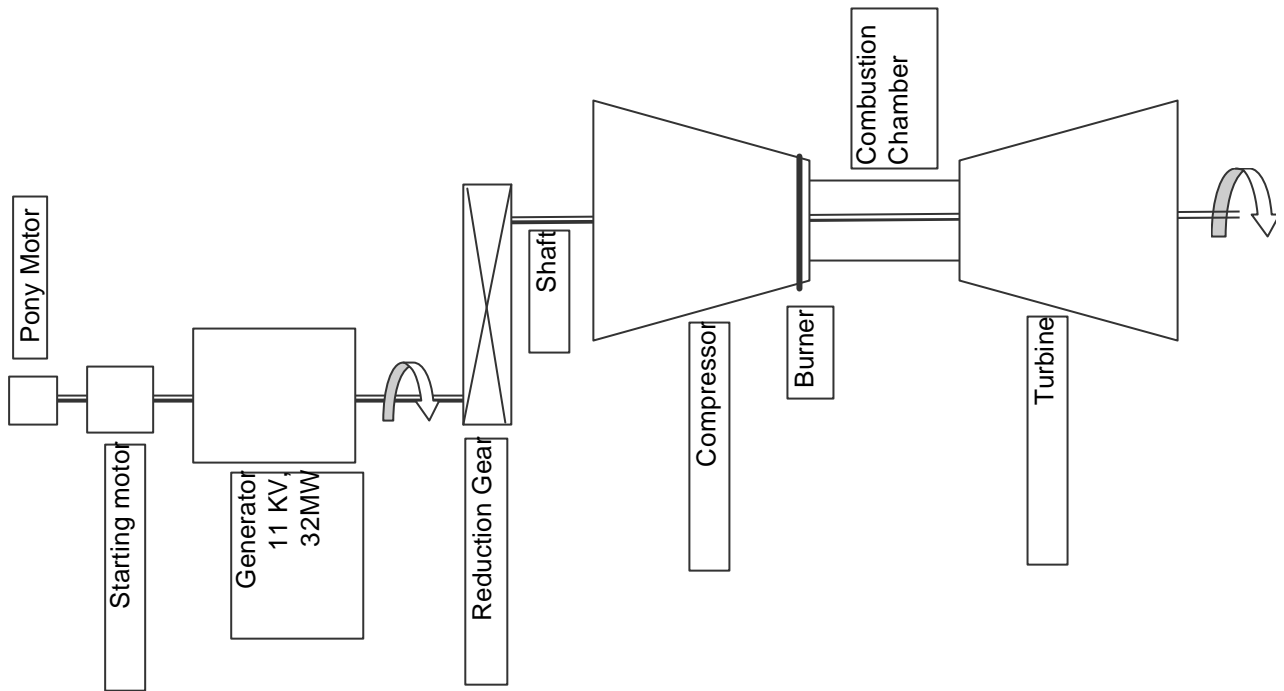 Pony Motor
Starting motor
Generator
11 KV,
32MW
Reduction Gear
Shaft
Compressor
Burner
Combustion
Chamber
Turbine